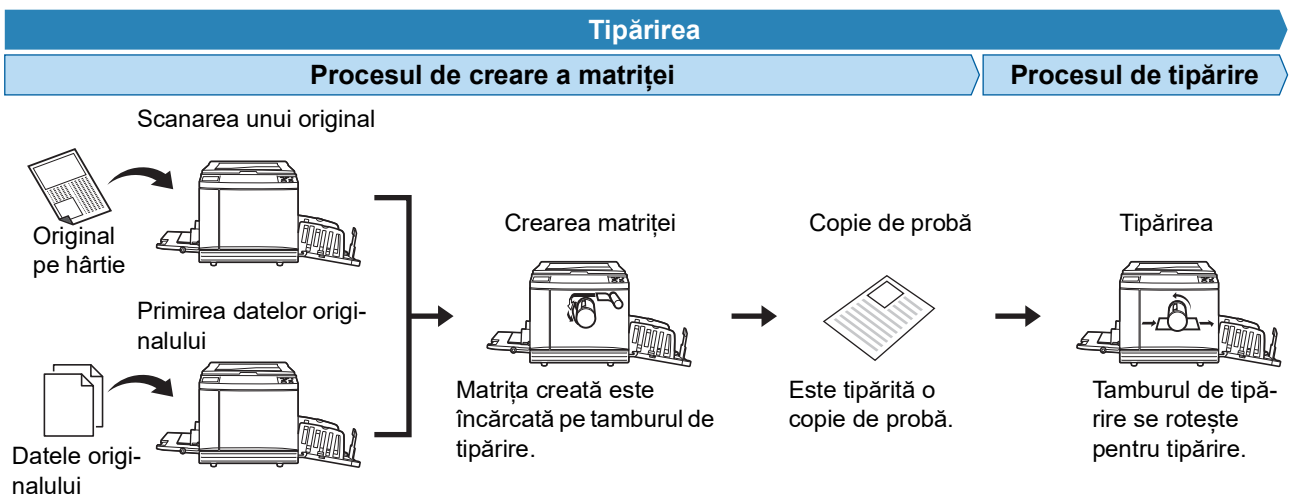 Tipărirea
Procesul de creare a matriței
Procesul de tipărire
Scanarea unui original
Original
pe hârtie
Primirea datelor origi-
nalului
Datele origi-
nalului
Crearea matriței
Matrița creată este
încărcată pe tamburul de
tipărire.
Copie de probă
Este tipărită o
copie de probă.
Tipărirea
Tamburul de tipă-
rire se rotește
pentru tipărire.